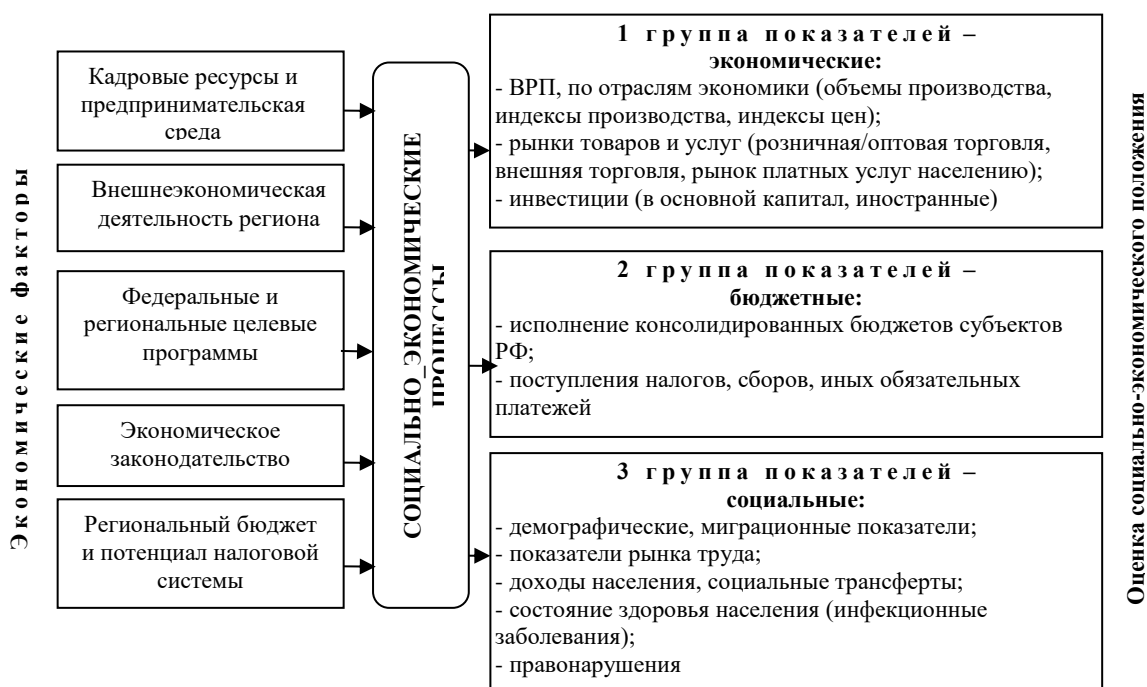 Экономические факторы
Кадровые ресурсы и
предпринимательская
среда
Внешнеэкономическая
деятельность региона
Федеральные и
региональные целевые
программы
Экономическое
законодательство
Региональный бюджет
и потенциал налоговой
системы
СОЦИАЛЬНО_ЭКОНОМИЧЕСКИЕ
ПРОЦЕССЫ
1 группа показателей –
экономические:
- ВРП, по отраслям экономики (объемы производства,
индексы производства, индексы цен);
- рынки товаров и услуг (розничная/оптовая торговля,
внешняя торговля, рынок платных услуг населению);
- инвестиции (в основной капитал, иностранные)
2 группа показателей –
бюджетные:
- исполнение консолидированных бюджетов субъектов
РФ;
- поступления налогов, сборов, иных обязательных
платежей
3 группа показателей –
социальные:
- демографические, миграционные показатели;
- показатели рынка труда;
- доходы населения, социальные трансферты;
- состояние здоровья населения (инфекционные
заболевания);
- правонарушения
Оценка социально-экономического положения